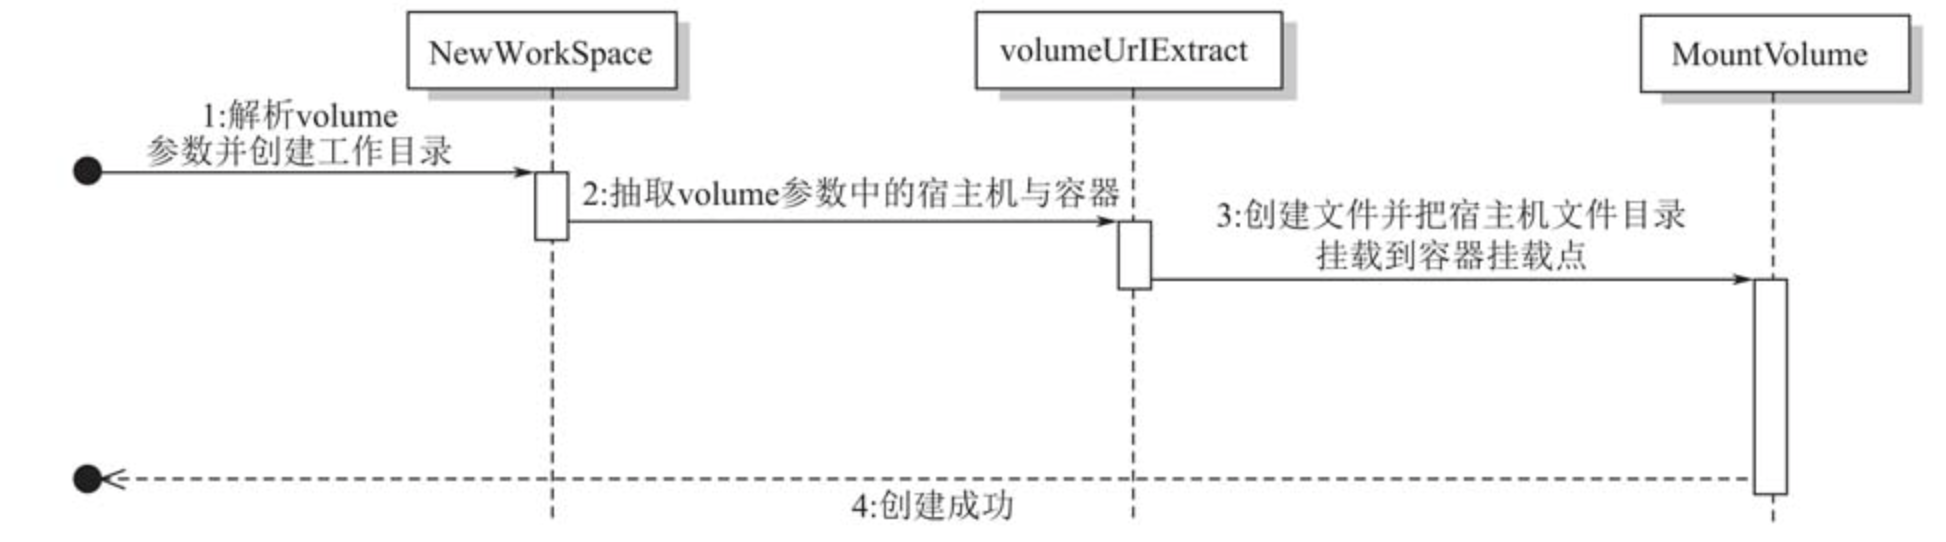 NewWorkSpace
volumeUrlExtract
MountVolume
1:解析volume
参数并创建工作目录
2:抽取volume参数中的宿主机与容器
3:创建文件并把宿主机文件目录
挂载到容器挂载点
4:创建成功